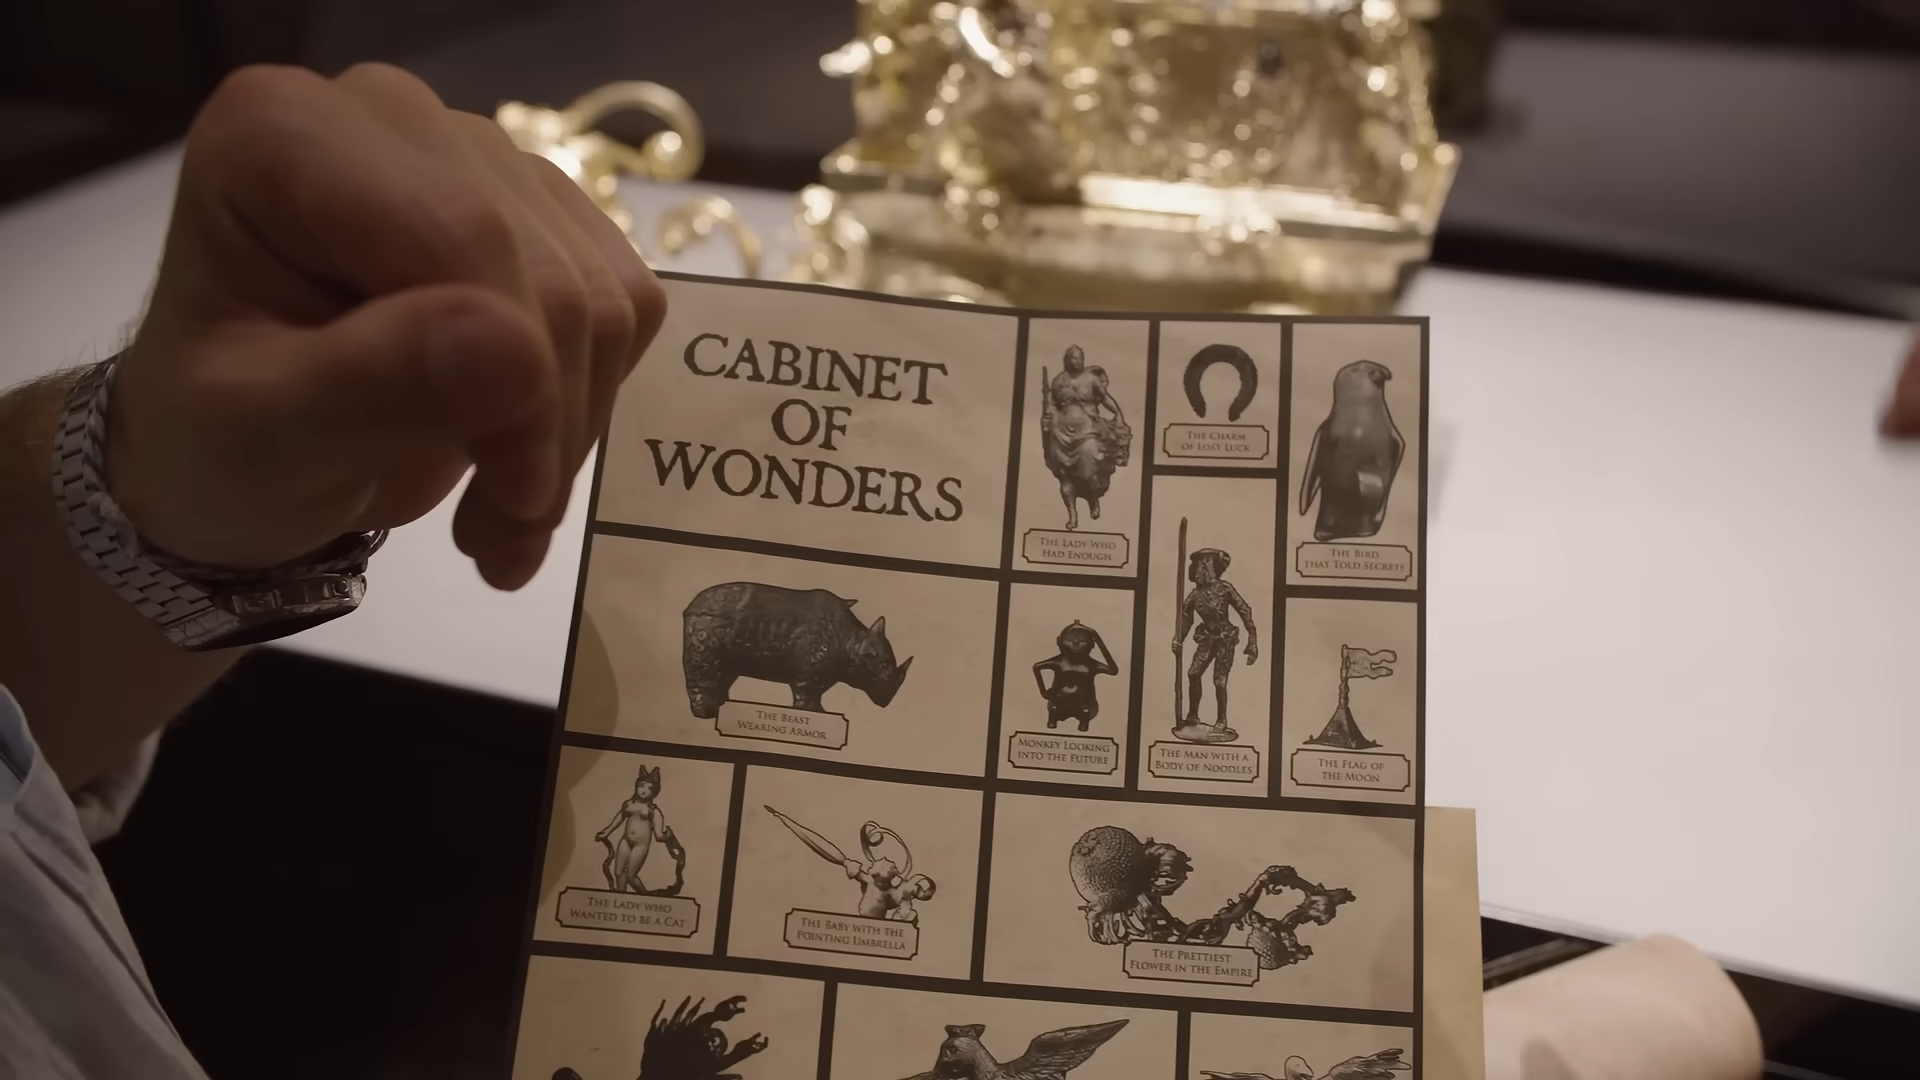 CABINET
OF
WONDERS
THE LADY WHO
HAD ENOUGH
THE CHARM
OF LOST LUCK
THE BIRD
THAT TOLD SECRETS
THE BEAST
WEARING ARMOR
MONKEY LOOKING
INTO THE FUTURE
THE MAN WITH A
BODY OF NOODLES
THE FLAG OF
THE MOON
THE LADY WHO
WANTED TO BE A CAT
THE BABY WITH THE
POINTING UMBRELLA
THE PRETTIEST
FLOWER IN THE EMPIRE